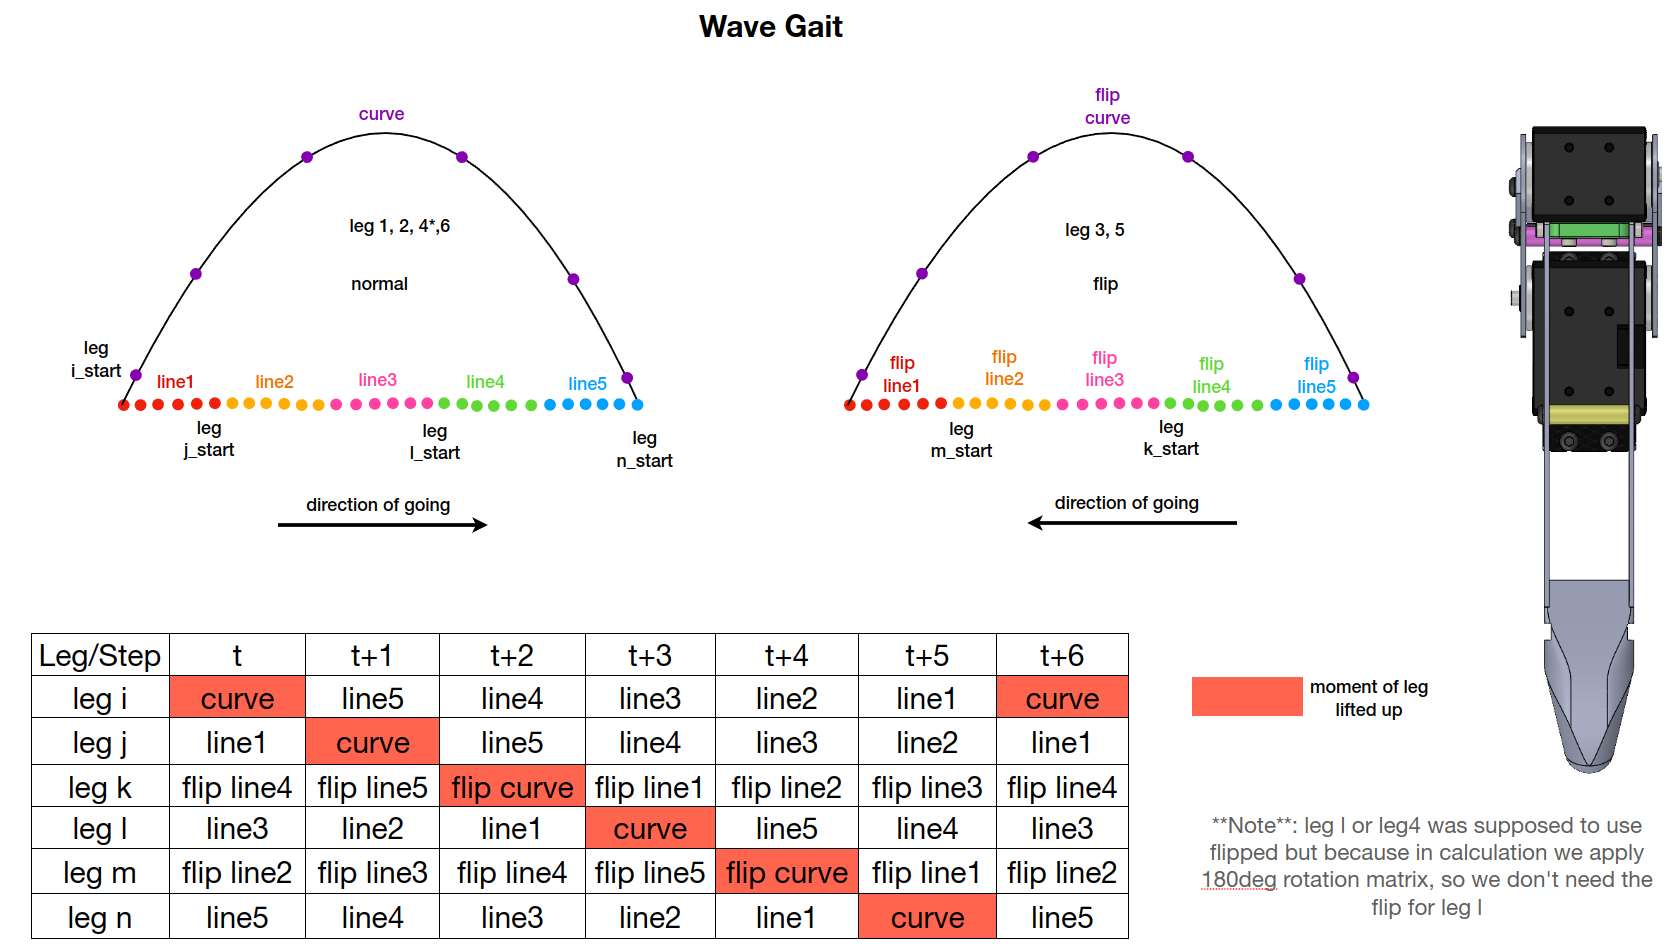 Wave Gait
curve
leg 1, 2, 4*,6
normal
leg
i_start
line1
line2
line3
line4
line5
leg
j_start
leg
l_start
leg
n_start
direction of going
flip
curve
leg 3, 5
flip
flip
line1
flip
line2
flip
line3
flip
line4
flip
line5
leg
m_start
leg
k_start
direction of going
Leg/Step t t+1 t+2 t+3 t+4 t+5 t+6
leg i curve line5 line4 line3 line2 line1 curve
leg j line1 curve line5 line4 line3 line2 line1
leg k flip line4 flip line5 flip curve flip line1 flip line2 flip line3 flip line4
leg l line3 line2 line1 curve line5 line4 line3
leg m flip line2 flip line3 flip line4 flip line5 flip curve flip line1 flip line2
leg n line5 line4 line3 line2 line1 curve line5
moment of leg
lifted up
**Note**: leg l or leg4 was supposed to use
flipped but because in calculation we apply
180deg rotation matrix, so we don't need the
flip for leg l